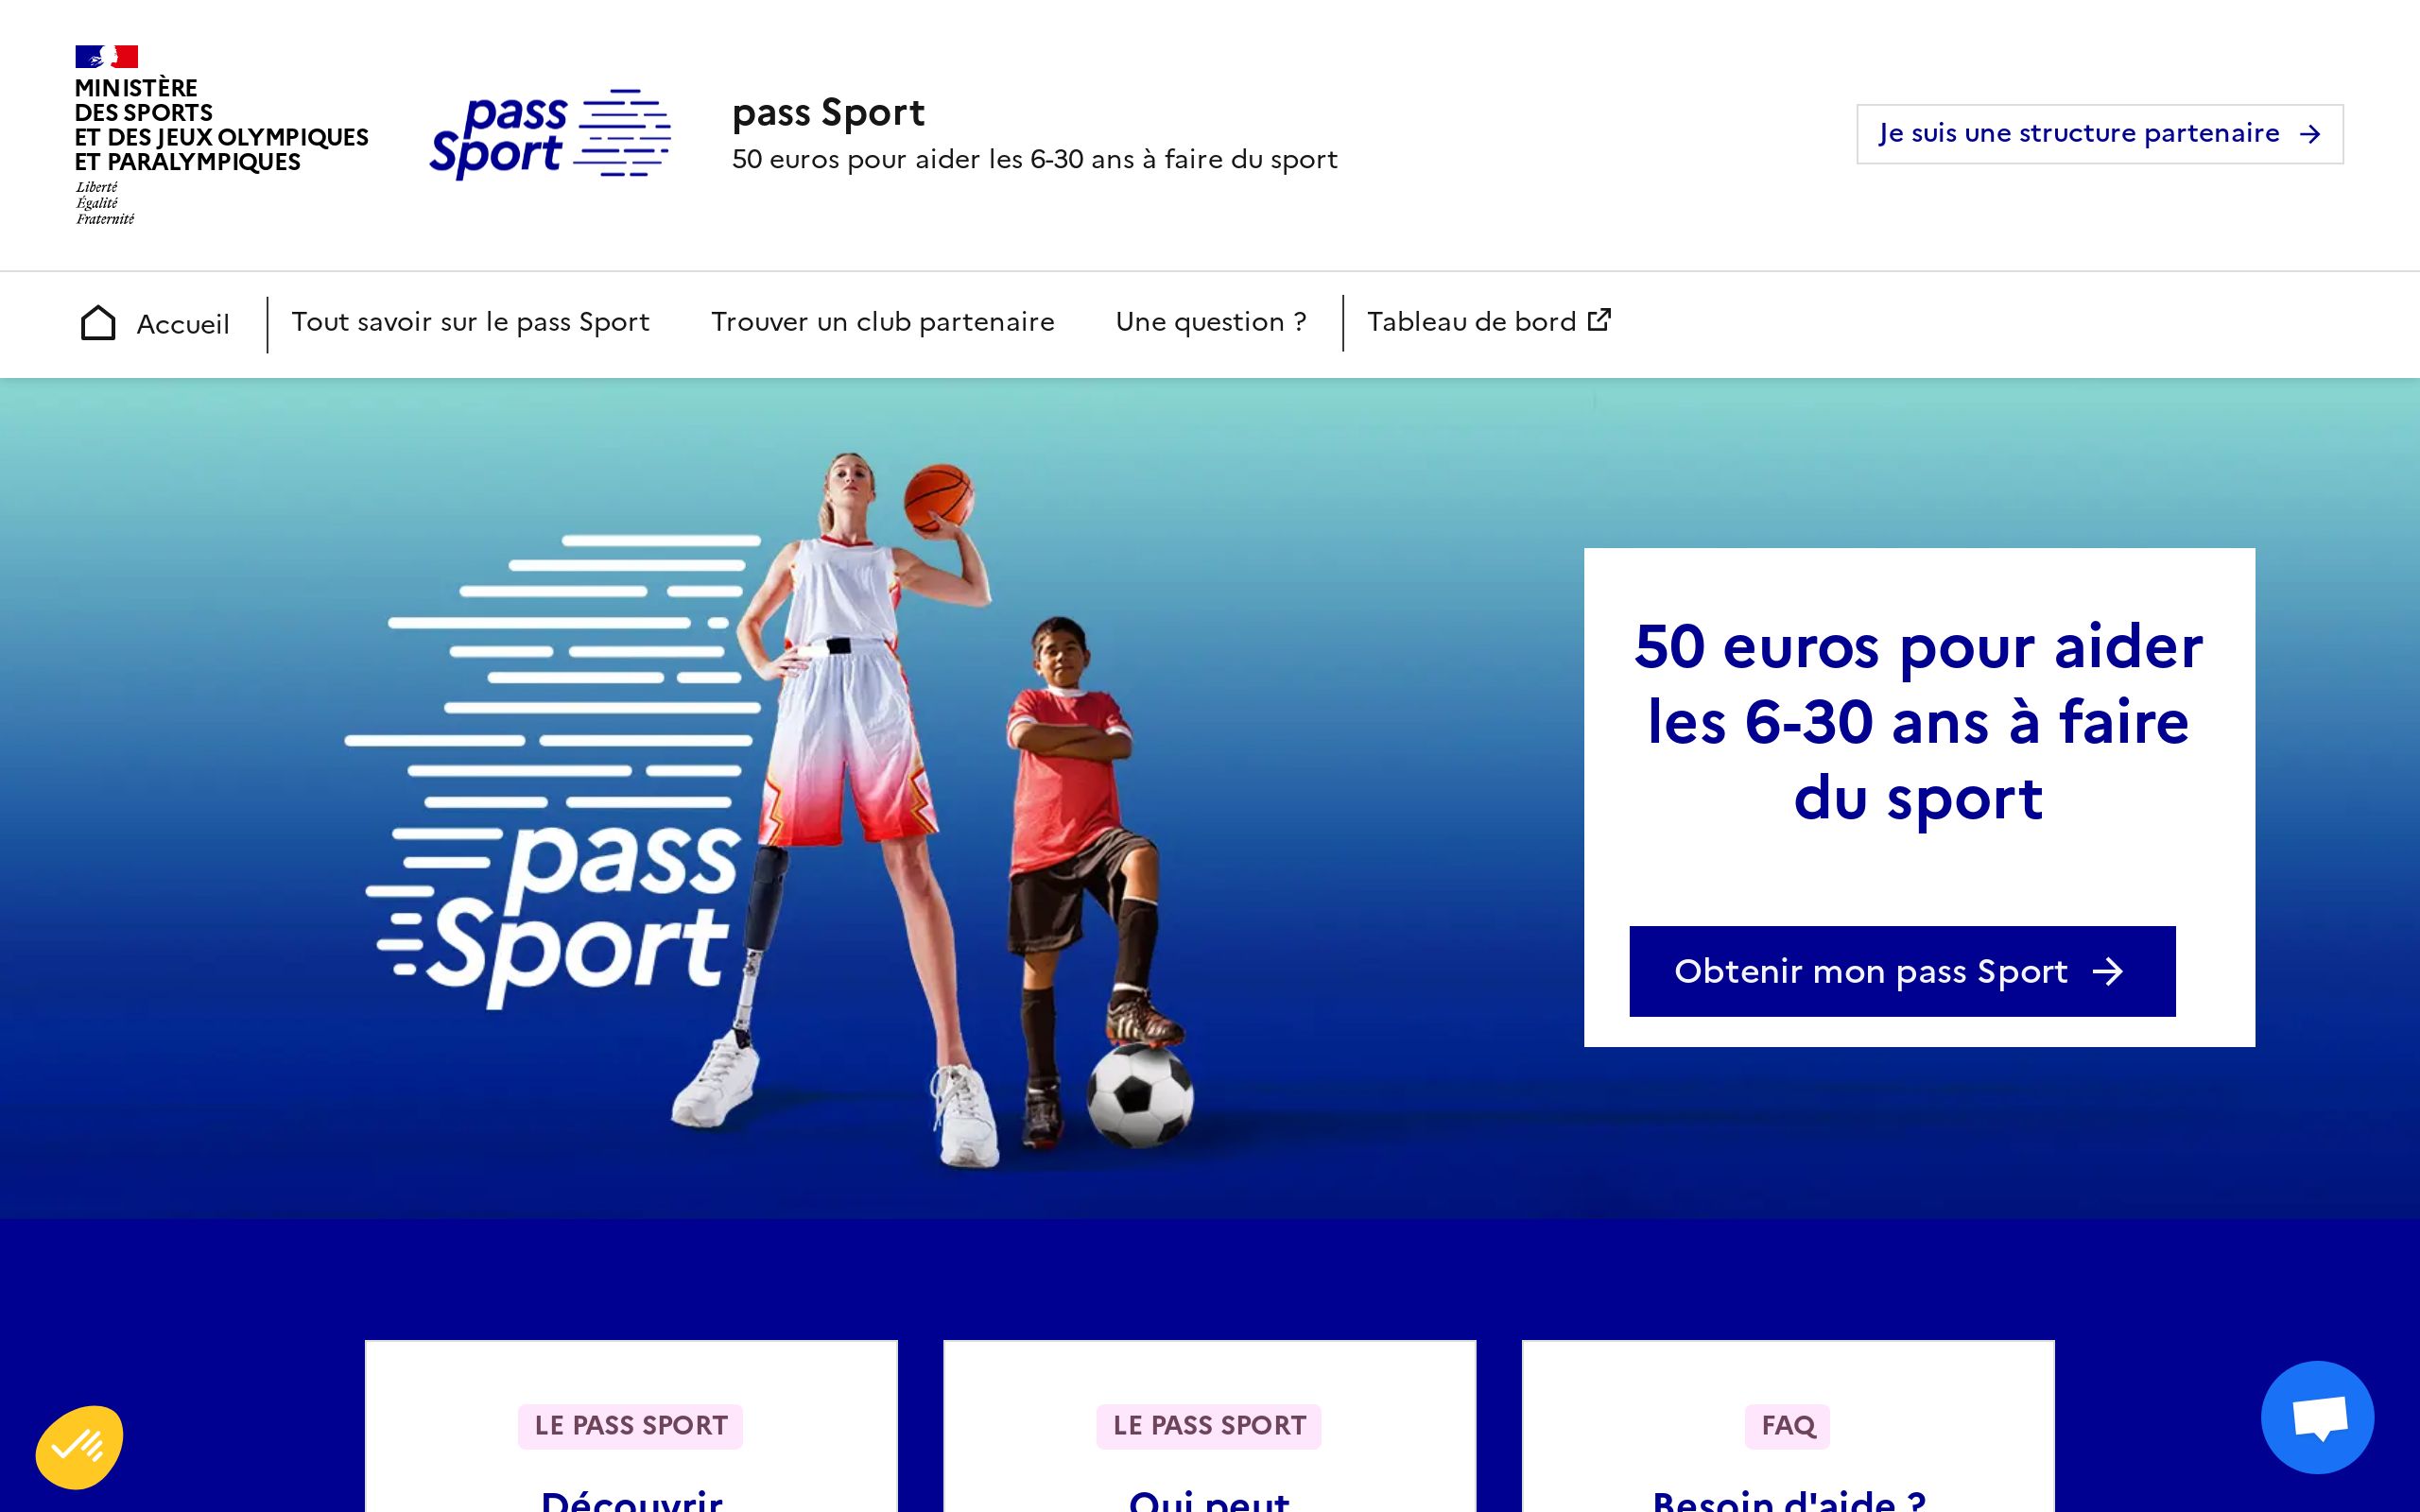 MINISTÈRE
DES SPORTS
ET DES JEUX OLYMPIQUES
ET PARALYMPIQUES
Liberté
Égalité
Fraternité
pass
Sport
pass Sport
50 euros pour aider les 6-30 ans à faire du sport
Je suis une structure partenaire
Accueil
Tout savoir sur le pass Sport
Trouver un club partenaire
Une question ?
Tableau de bord
pass
Sport
50 euros pour aider
les 6-30 ans à faire
du sport
Obtenir mon pass Sport
LE PASS SPORT
Découvrir
LE PASS SPORT
Qui peut
FAQ
Besoin d'aide ?